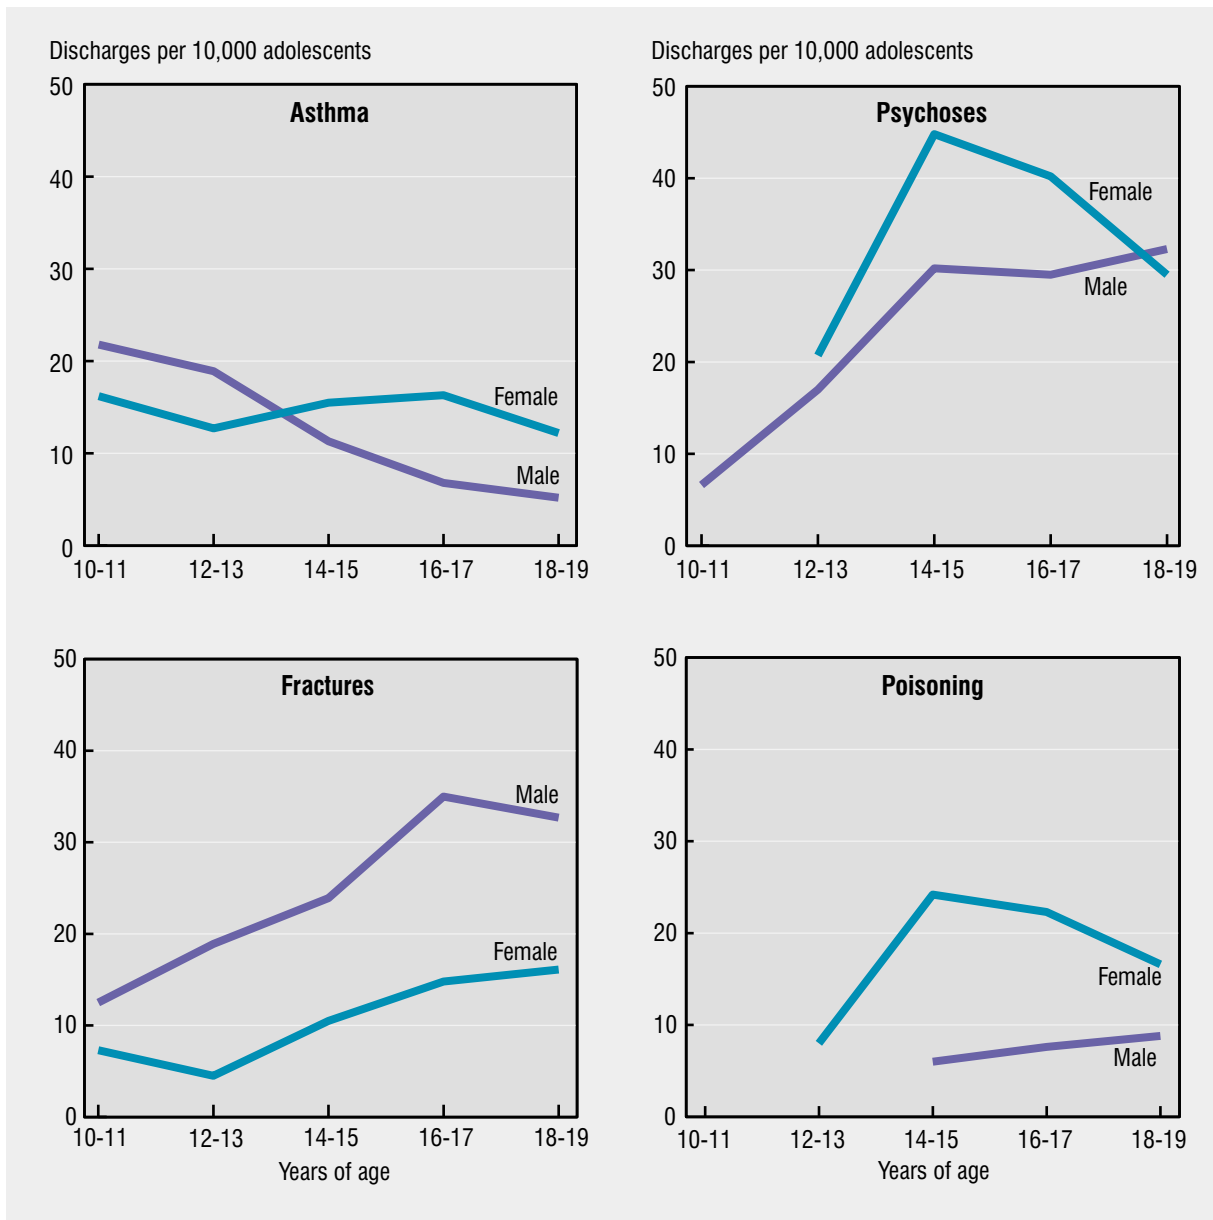 Discharges per 10,000 adolescents
50
Asthma
40
30
20
Female
10
Male
0
10-11 12-13 14-15 16-17 18-19
Discharges per 10,000 adolescents
50
Psychoses
40
Female
30
Male
20
10
0
10-11 12-13 14-15 16-17 18-19
50
Fractures
40
Male
30
20
Female
10
0
10-11 12-13 14-15 16-17 18-19
Years of age
50
Poisoning
40
30
20
Female
10
Male
0
10-11 12-13 14-15 16-17 18-19
Years of age